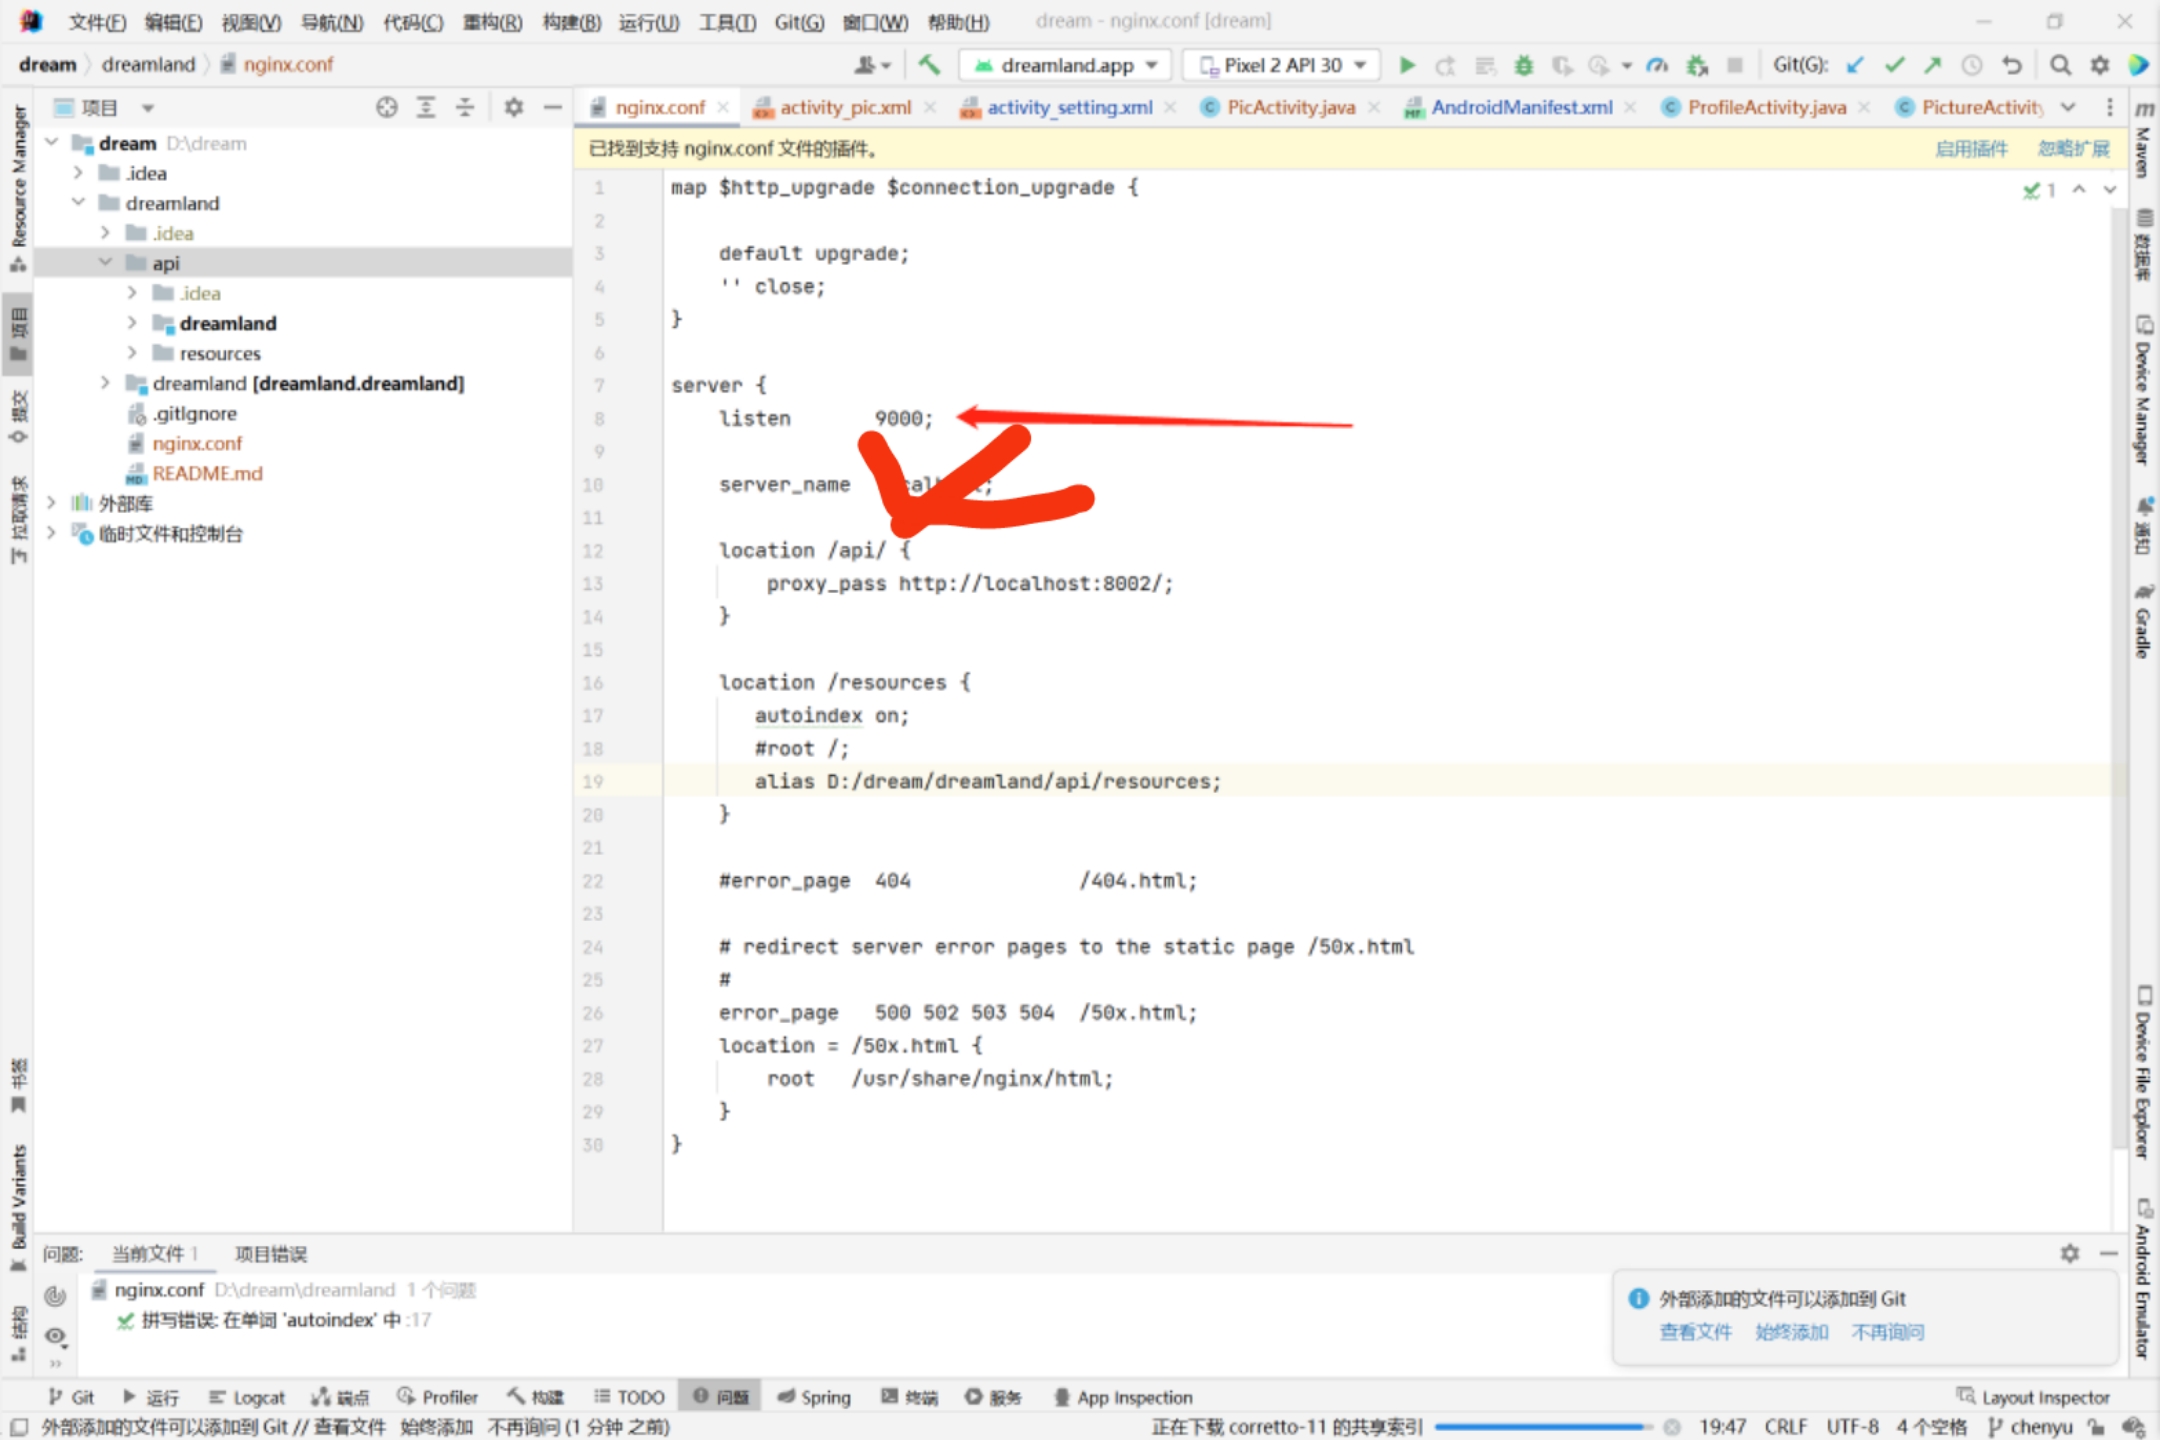 文件(F) 编辑(E) 视图(V) 导航(N) 代码(C) 重构(R) 构建(B) 运行(U) 工具(T) Git(G) 窗口(W) 帮助(H) dream - nginx.conf [dream]
dream dreamland nginx.conf dreamland.app Pixel 2 API 30 Git(G):
项目
nginx.conf activity_pic.xml activity_setting.xml PicActivity.java AndroidManifest.xml ProfileActivity.java PictureActivity
已找到支持 nginx.conf 文件的插件。 启用插件 忽略扩展
dream D:\dream
.idea
dreamland
.idea
api
.idea
dreamland
resources
dreamland [dreamland.dreamland]
.gitIgnore
nginx.conf
README.md
外部库
临时文件和控制台
1 map $http_upgrade $connection_upgrade {
2
3 default upgrade;
4 '' close;
5 }
6
7 server {
8 listen 9000;
9
10 server_name
11
12 location /api/ {
13 proxy_pass http://localhost:8002/;
14 }
15
16 location /resources {
17 autoindex on;
18 #root /;
19 alias D:/dream/dreamland/api/resources;
20 }
21
22 #error_page 404 /404.html;
23
24 # redirect server error pages to the static page /50x.html
25 #
26 error_page 500 502 503 504 /50x.html;
27 location = /50x.html {
28 root /usr/share/nginx/html;
29 }
30 }
1
Resource Manager
项目
提交
拉取请求
书签
Build Variants
结构
Maven
数据库
Device Manager
通知
Gradle
Device File Explorer
Android Emulator
问题: 当前文件 1 项目错误
nginx.conf D:\dream\dreamland 1 个问题
拼写错误: 在单词 'autoindex' 中 :17
外部添加的文件可以添加到 Git
查看文件 始终添加 不再询问
Git 运行 Logcat 端点 Profiler 构建 TODO 问题 Spring 终端 服务 App Inspection Layout Inspector
外部添加的文件可以添加到 Git // 查看文件 始终添加 不再询问 (1 分钟 之前) 正在下载 corretto-11 的共享索引 19:47 CRLF UTF-8 4 个空格 chenyu